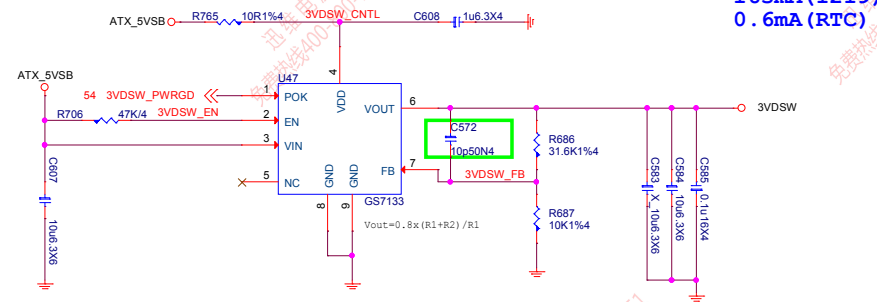 105mA(I219)
0.6mA(RTC)
ATX_5VSB
R765
10R1%4
3VDSW_CNTL
C608
1u6.3X4
ATX_5VSB
54
3VDSW_PWRGD
R706
47K/4
3VDSW_EN
C607
10u6.3X6
U47
4
VDD
1
POK
2
EN
3
VIN
5
NC
GND
8
GND
9
VOUT
6
FB
7
GS7133
Vout=0.8x(R1+R2)/R1
C572
10p50N4
3VDSW_FB
R686
31.6K1%4
R687
10K1%4
C583
X_10u6.3X6
C584
10u6.3X6
C585
0.1u16X4
3VDSW